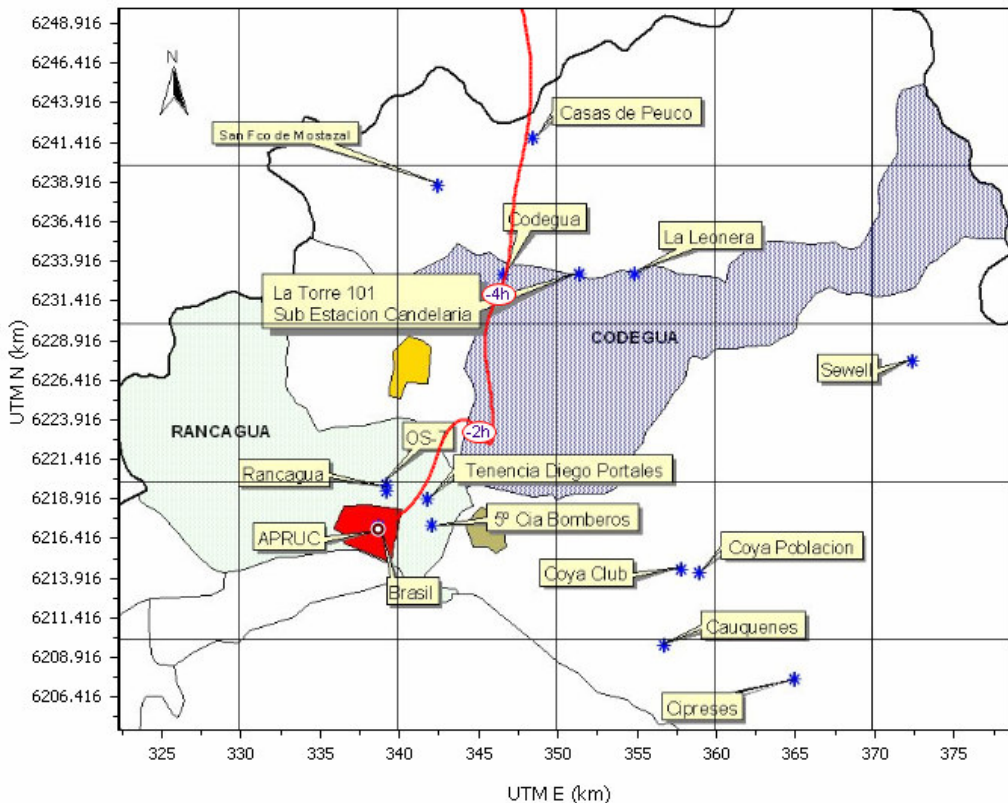 6248.916
6246.416
6243.916
6241.416
6238.916
6236.416
6233.916
6231.416
6228.916
6226.416
6223.916
6221.416
6218.916
6216.416
6213.916
6211.416
6208.916
6206.416
UTM N (km)
N
Casas de Peuco
San Fco de Mostazal
Codegua
La Leonera
La Torre 101
Sub Estacion Candelaria
-4h
CODEGUA
Sewell
RANCAGUA
OS-7
-2h
Rancagua
Tenencia Diego Portales
5º Cia Bomberos
APRUC
Brasil
Coya Club
Coya Poblacion
Cauquenes
Cipreses
325 330 335 340 345 350 355 360 365 370 375
UTM E (km)